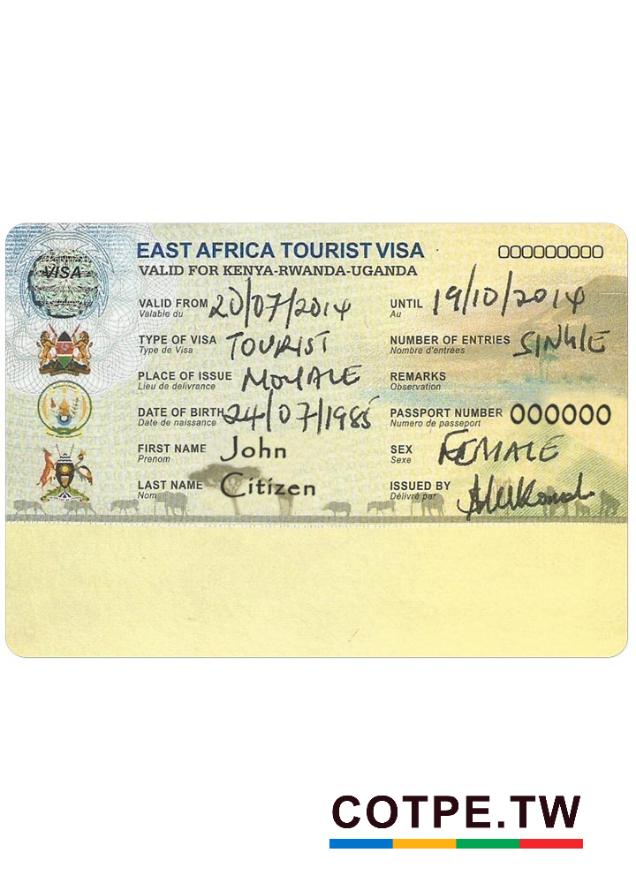 VISA
EAST AFRICA TOURIST VISA
000000000
VALID FOR KENYA-RWANDA-UGANDA
VALID FROM 20/07/2014 UNTIL 19/10/2014
Valable du Au
TYPE OF VISA TOURIST NUMBER OF ENTRIES SINGLE
Type de Visa Nombre d'entrées
PLACE OF ISSUE MOYALE REMARKS
Lieu de delivrance Observation
DATE OF BIRTH 24/07/1985 PASSPORT NUMBER 000000
Date de naissance Numero de passeport
FIRST NAME John SEX FEMALE
Prenom Sexe
LAST NAME Citizen ISSUED BY
Nom Délivré par
COTPE.TW